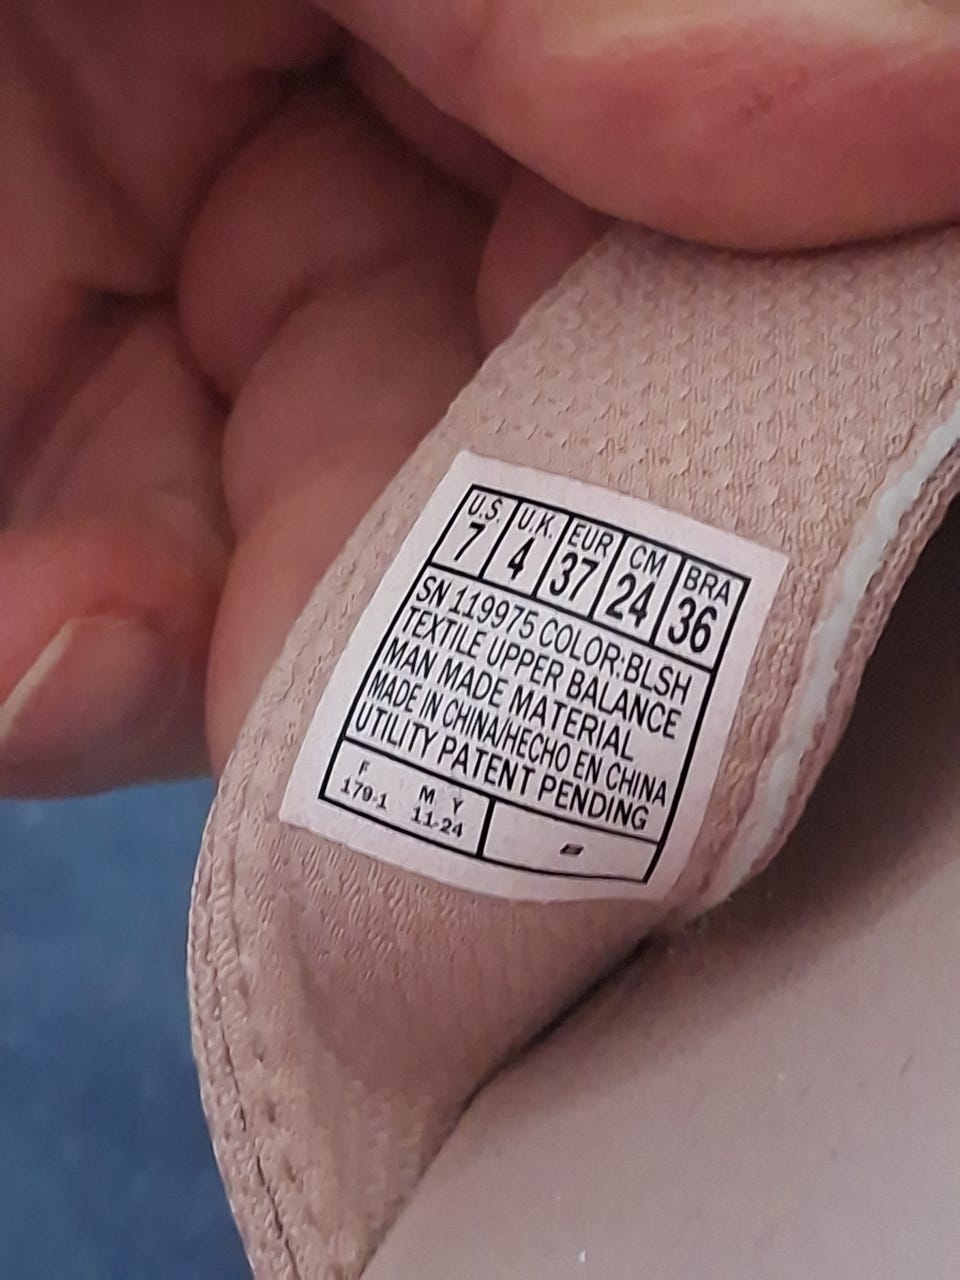 U.S. U.K. EUR CM BRA
7 4 37 24 36
SN 119975 COLOR:BLSH
TEXTILE UPPER BALANCE
MAN MADE MATERIAL
MADE IN CHINA/HECHO EN CHINA
UTILITY PATENT PENDING
F M Y
179-1 11-24